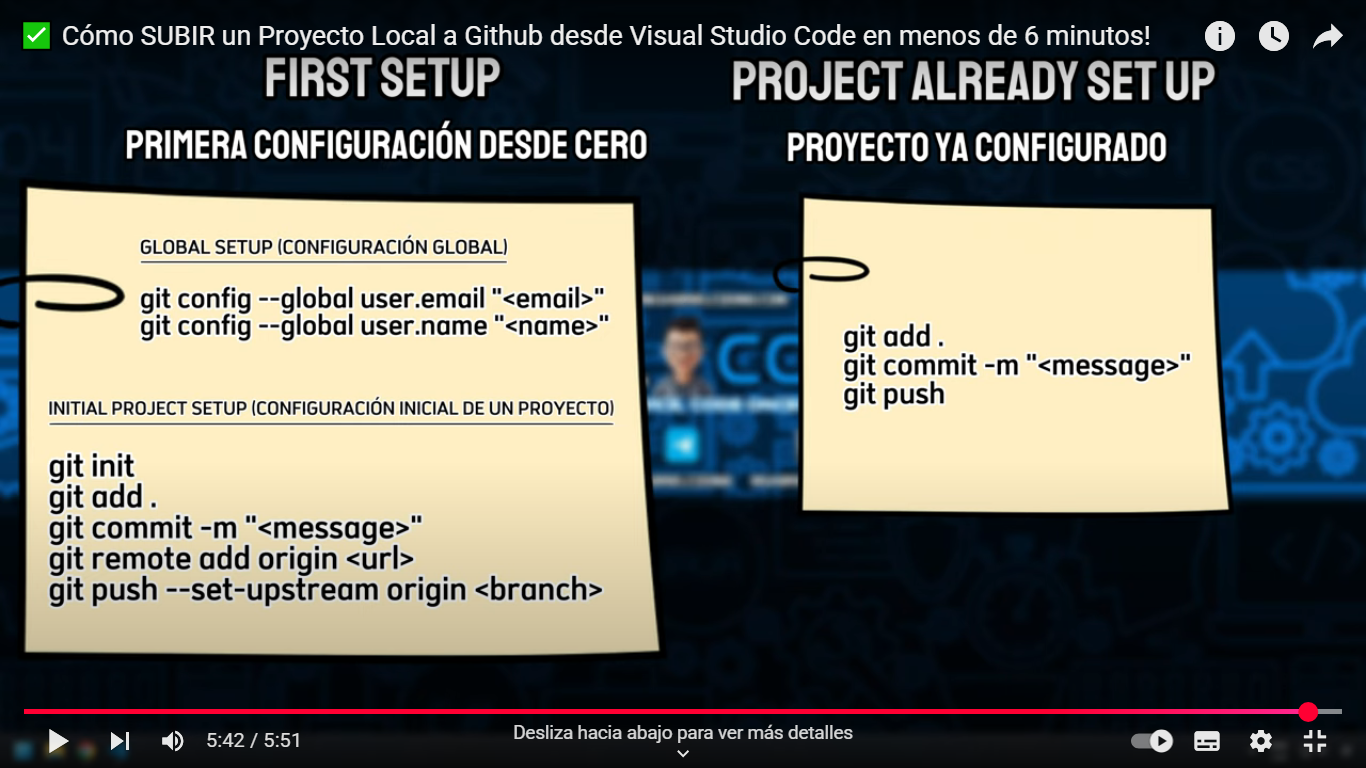 ✅ Cómo SUBIR un Proyecto Local a Github desde Visual Studio Code en menos de 6 minutos!
FIRST SETUP
PRIMERA CONFIGURACIÓN DESDE CERO
GLOBAL SETUP (CONFIGURACIÓN GLOBAL)
git config --global user.email "<email>"
git config --global user.name "<name>"
INITIAL PROJECT SETUP (CONFIGURACIÓN INICIAL DE UN PROYECTO)
git init
git add .
git commit -m "<message>"
git remote add origin <url>
git push --set-upstream origin <branch>
PROJECT ALREADY SET UP
PROYECTO YA CONFIGURADO
git add .
git commit -m "<message>"
git push
5:42 / 5:51
Desliza hacia abajo para ver más detalles